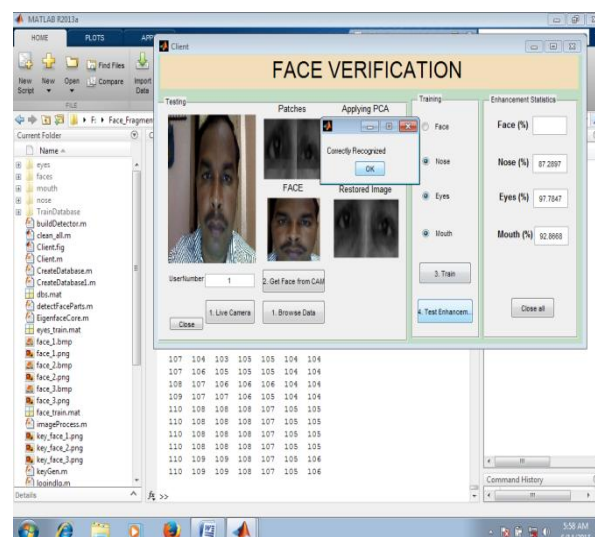 MATLAB R2013a
HOME PLOTS APP
New Script
New
Open
Find Files
Compare
Import Data
FILE
F: Face_Fragmen
Current Folder
Name
eyes
faces
mouth
nose
TrainDatabase
buildDetector.m
clean_all.m
Client.fig
Client.m
CreateDatabase.m
CreateDatabase1.m
dbs.mat
detectFaceParts.m
EigenfaceCore.m
eyes_train.mat
face_1.bmp
face_1.png
face_2.bmp
face_2.png
face_3.bmp
face_3.png
face_train.mat
imageProcess.m
key_face_1.png
key_face_2.png
key_face_3.png
keyGen.m
logindlg.m
Details
Client
FACE VERIFICATION
Testing
Patches
Applying PCA
FACE
Restored Image
Correctly Recognized
OK
UserNumber 1
2. Get Face from CAM
1. Live Camera
1. Browse Data
Close
Training
Face
Nose
Eyes
Mouth
3. Train
4. Test Enhancem...
Enhancement Statistics
Face (%)
Nose (%) 87.2897
Eyes (%) 97.7847
Mouth (%) 92.8668
Close all
107 104 103 105 105 104 104
107 106 105 105 105 104 104
108 107 106 106 106 104 104
109 107 107 106 105 104 104
110 108 108 108 107 105 105
110 108 108 108 107 105 105
110 108 108 108 107 105 105
110 108 108 108 107 105 105
110 109 109 108 107 105 106
110 109 109 108 107 105 106
fx >>
Command History
5:58 AM